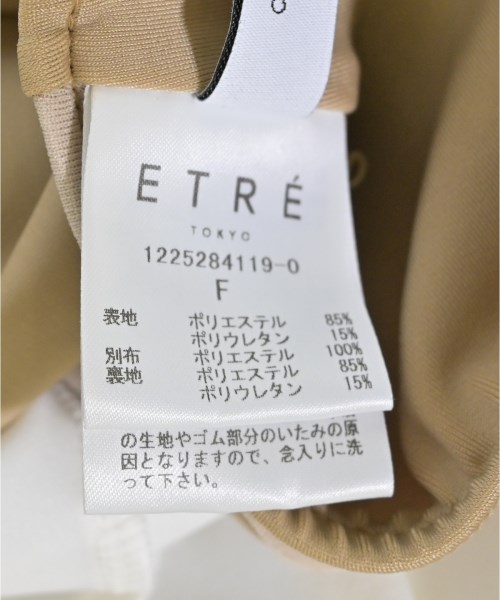 ETRÉ
TOKYO
1225284119-0
F
表地 ポリエステル 85%
ポリウレタン 15%
別布 ポリエステル 100%
裏地 ポリエステル 85%
ポリウレタン 15%
の生地やゴム部分のいたみの原
因となりますので、念入りに洗
って下さい。